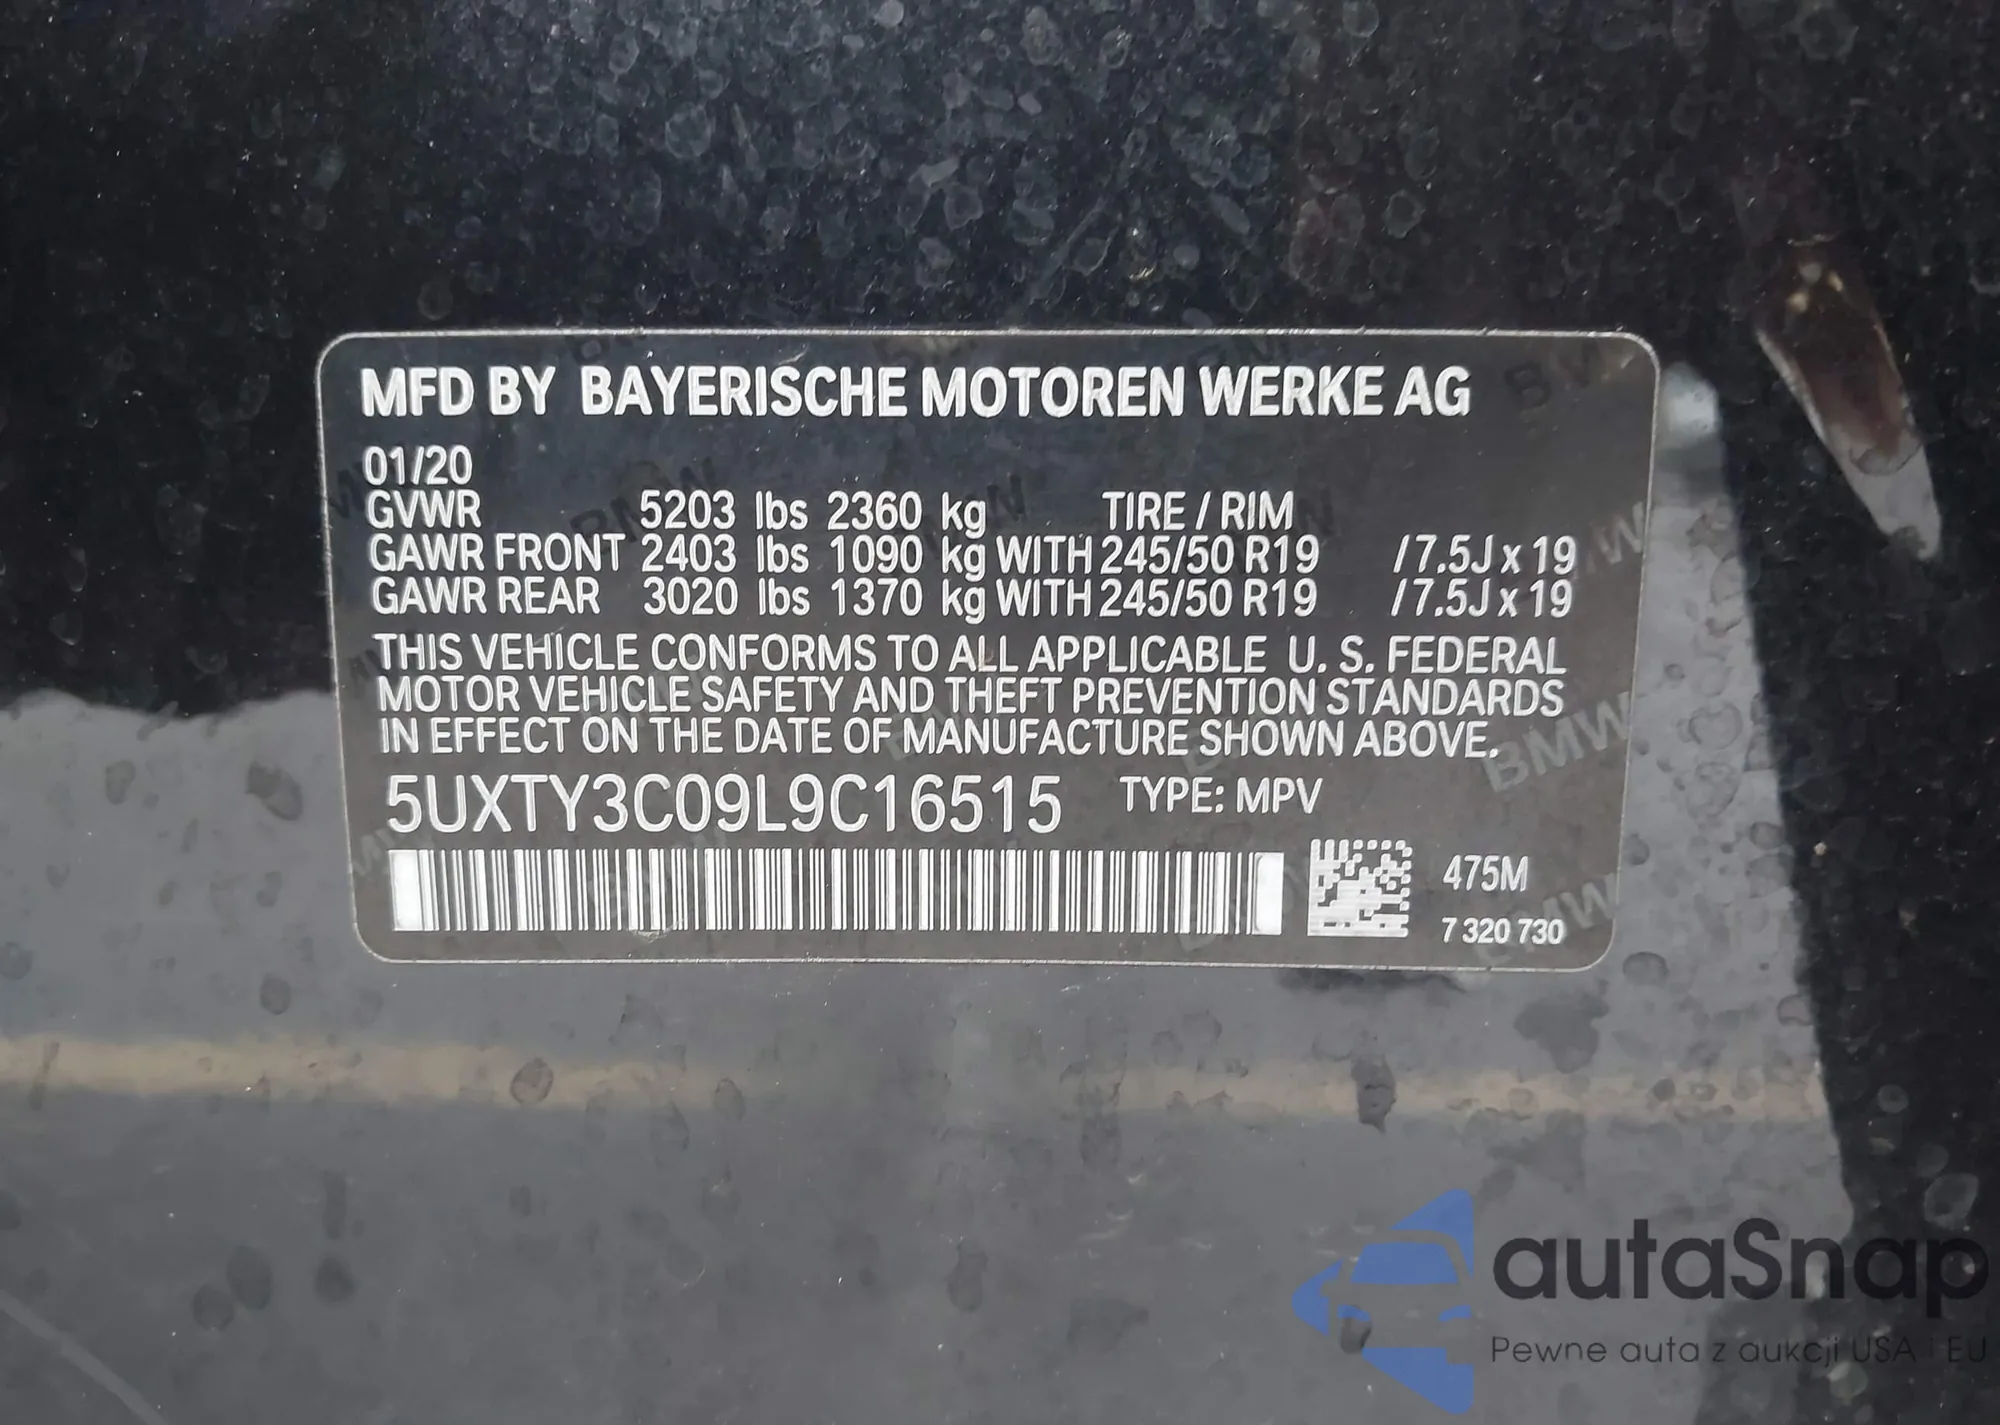 MFD BY BAYERISCHE MOTOREN WERKE AG
01/20
GVWR 5203 lbs 2360 kg TIRE / RIM
GAWR FRONT 2403 lbs 1090 kg WITH 245/50 R19 /7.5J x 19
GAWR REAR 3020 lbs 1370 kg WITH 245/50 R19 /7.5J x 19
THIS VEHICLE CONFORMS TO ALL APPLICABLE U. S. FEDERAL
MOTOR VEHICLE SAFETY AND THEFT PREVENTION STANDARDS
IN EFFECT ON THE DATE OF MANUFACTURE SHOWN ABOVE.
5UXTY3C09L9C16515 TYPE: MPV
475M
7 320 730
autaSnap
Pewne auta z aukcji USA i EU